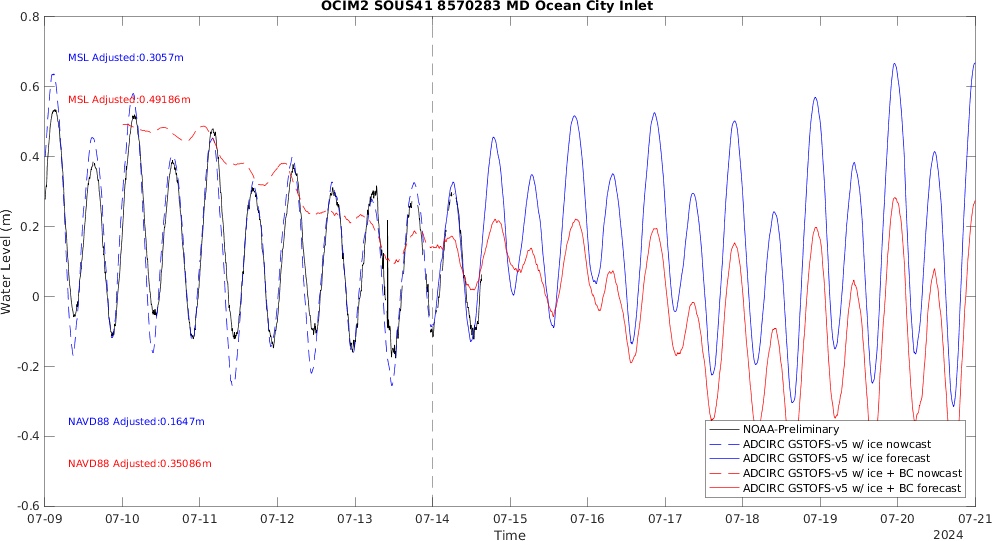 OCIM2 SOUS41 8570283 MD Ocean City Inlet
0.8
0.6
0.4
0.2
0
-0.2
-0.4
-0.6
Water Level (m)
MSL Adjusted:0.3057m
MSL Adjusted:0.49186m
NAVD88 Adjusted:0.1647m
NAVD88 Adjusted:0.35086m
NOAA-Preliminary
ADCIRC GSTOFS-v5 w/ ice nowcast
ADCIRC GSTOFS-v5 w/ ice forecast
ADCIRC GSTOFS-v5 w/ ice + BC nowcast
ADCIRC GSTOFS-v5 w/ ice + BC forecast
07-09 07-10 07-11 07-12 07-13 07-14 07-15 07-16 07-17 07-18 07-19 07-20 07-21
Time
2024